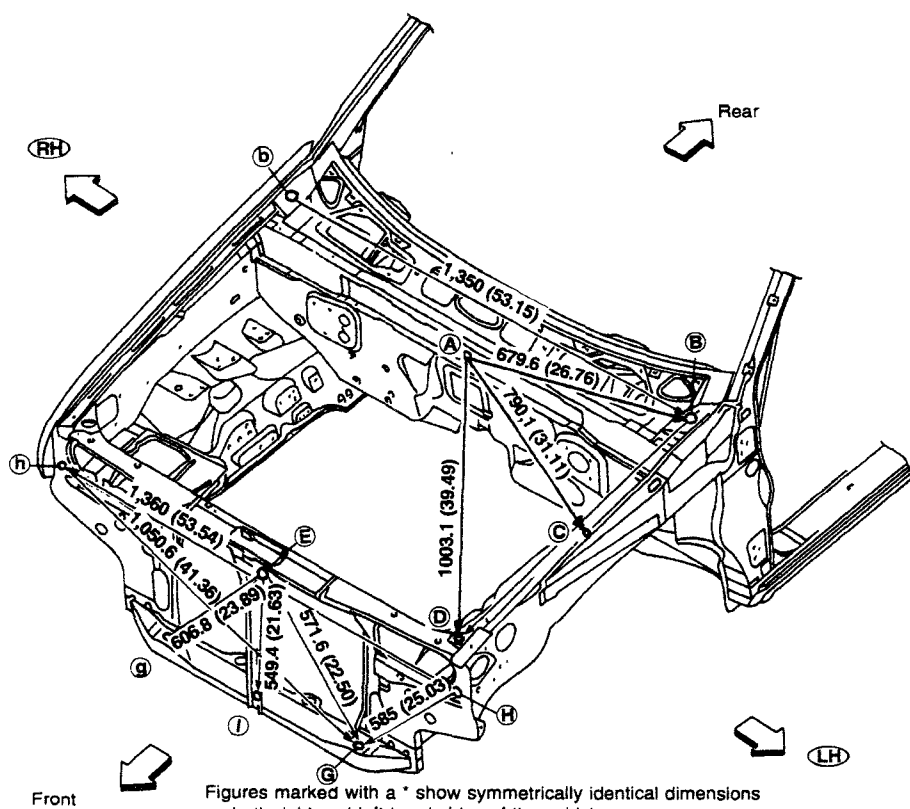 Rear
RH
b
1,350 (53.15)
B
A
679.6 (26.76)
790.1 (31.11)
h
1,360 (53.54)
*1,050.6 (41.36)
E
1003.1 (39.49)
C
D
606.8 (23.89)
549.4 (21.63)
571.6 (22.50)
g
585 (25.03)
H
I
G
LH
Front
Figures marked with a * show symmetrically identical dimensions